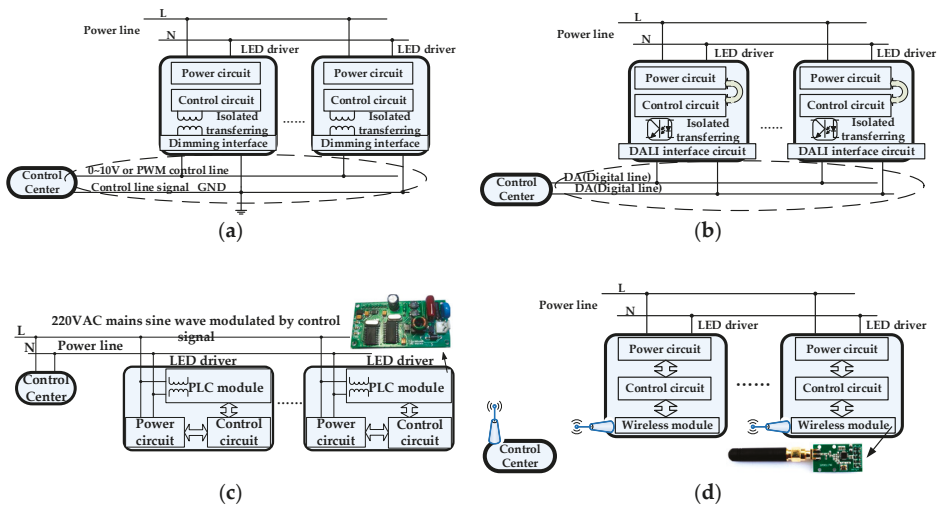 L
Power line
N
LED driver
LED driver
Power circuit
Power circuit
Control circuit
Control circuit
Isolated
transferring
......
Isolated
transferring
Dimming interface
Dimming interface
Control
Center
0~10V or PWM control line
Control line signal GND
(a)
L
Power line
N
LED driver
LED driver
Power circuit
Power circuit
Control circuit
Control circuit
Isolated
transferring
......
Isolated
transferring
DALI interface circuit
DALI interface circuit
Control
Center
DA(Digital line)
DA(Digital line)
(b)
L
220VAC mains sine wave modulated by control
signal
N
Power line
LED driver
LED driver
Control
Center
PLC module
PLC module
......
Power
circuit
Control
circuit
Power
circuit
Control
circuit
(c)
L
Power line
N
LED driver
LED driver
Power circuit
Power circuit
Control circuit
Control circuit
......
Wireless module
Wireless module
Control
Center
(d)